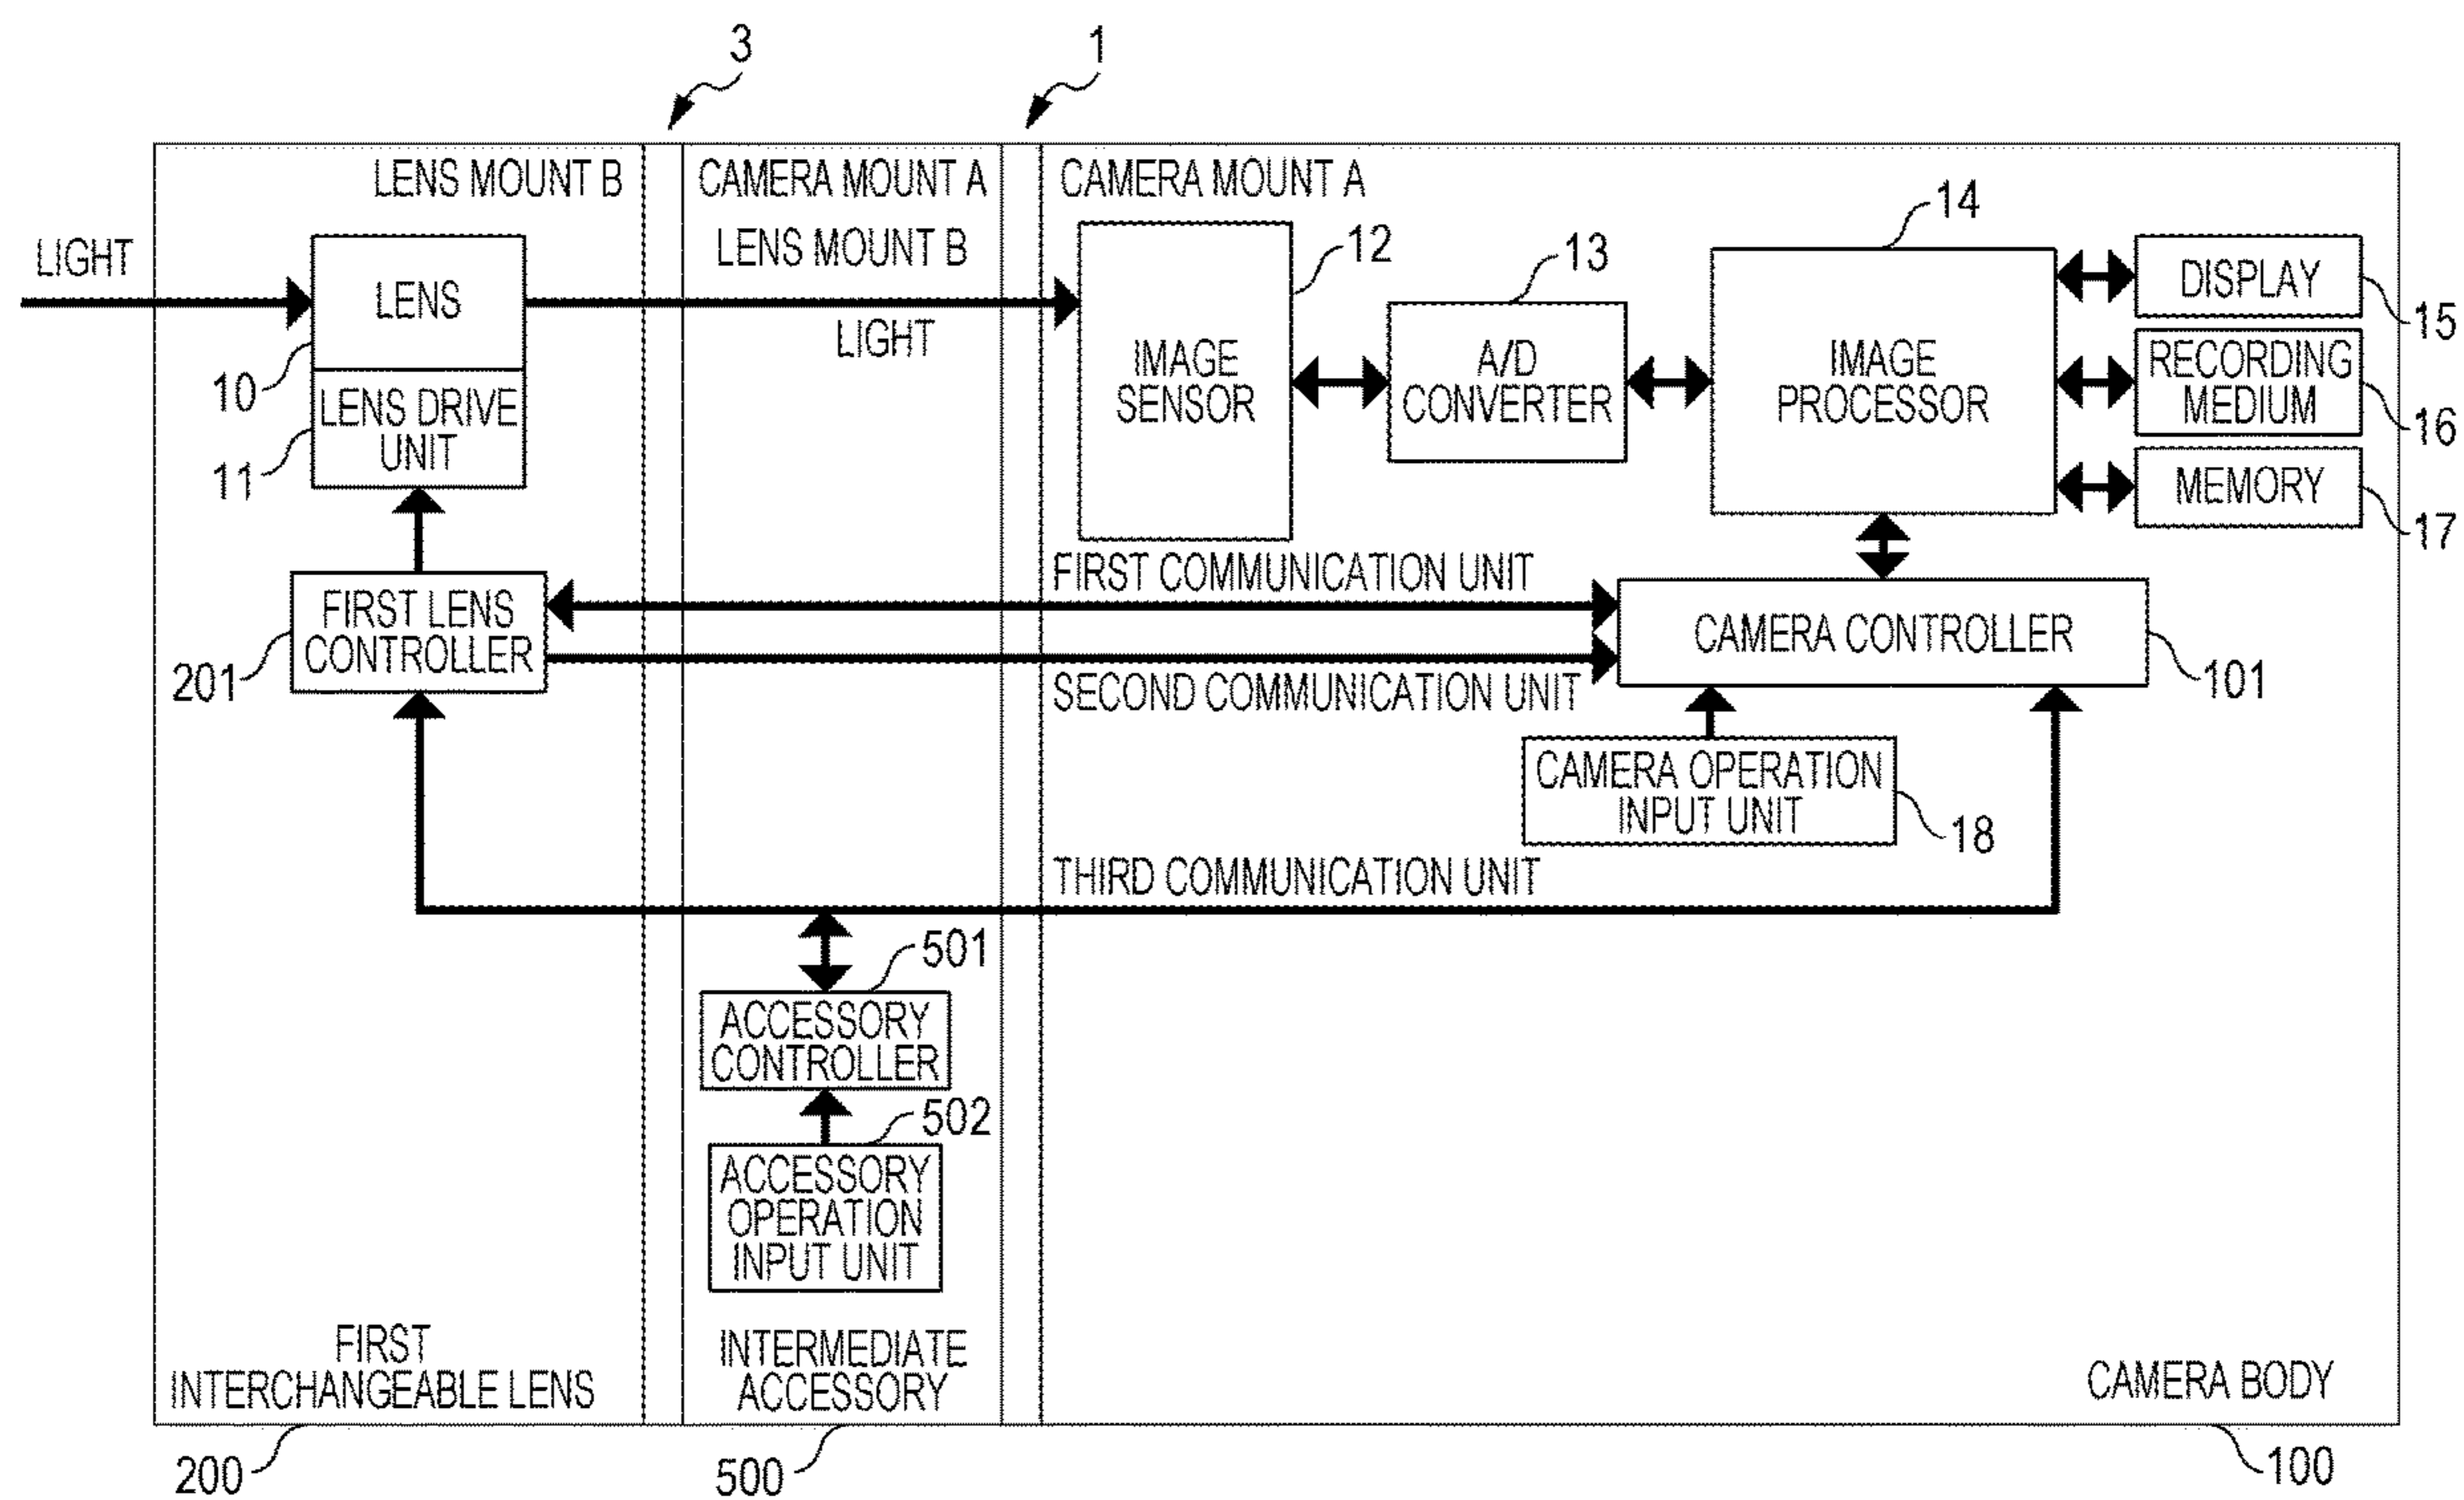 3
1
LENS MOUNT B
CAMERA MOUNT A
CAMERA MOUNT A
LENS MOUNT B
14
LIGHT
LENS
LIGHT
12
13
IMAGE
SENSOR
A/D
CONVERTER
IMAGE
PROCESSOR
DISPLAY
15
RECORDING
MEDIUM
16
MEMORY
17
10
LENS DRIVE
UNIT
11
FIRST COMMUNICATION UNIT
FIRST LENS
CONTROLLER
201
CAMERA CONTROLLER
101
SECOND COMMUNICATION UNIT
CAMERA OPERATION
INPUT UNIT
18
THIRD COMMUNICATION UNIT
501
ACCESSORY
CONTROLLER
502
ACCESSORY
OPERATION
INPUT UNIT
FIRST
INTERCHANGEABLE LENS
INTERMEDIATE
ACCESSORY
CAMERA BODY
200
500
100